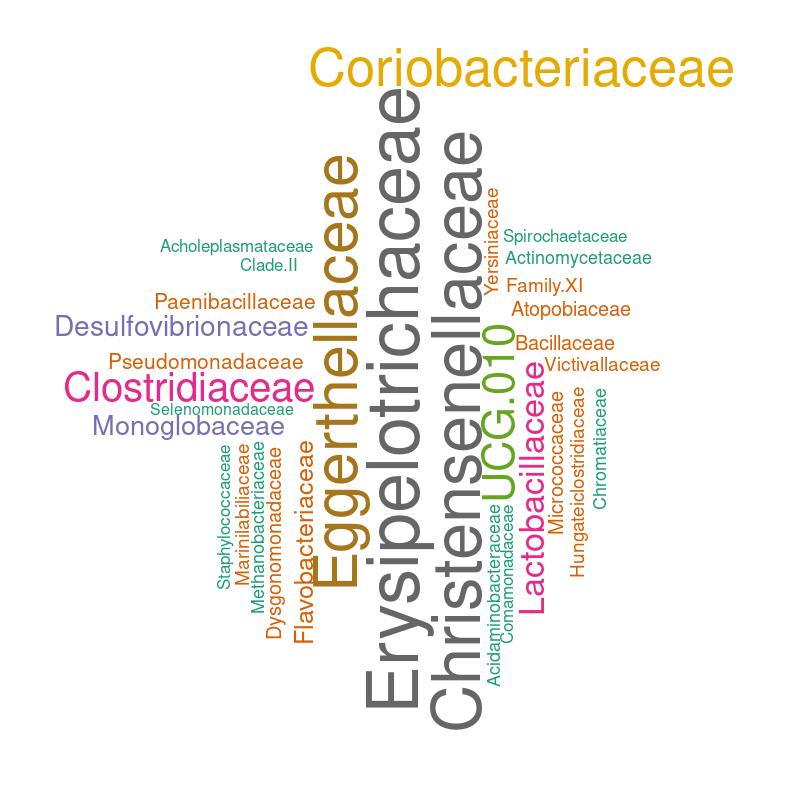 Coriobacteriaceae
Erysipelotrichaceae
Christensenellaceae
Eggerthellaceae
Yersiniaceae
Spirochaetaceae
Acholeplasmataceae
Actinomycetaceae
Clade.II
Family.XI
Paenibacillaceae
Atopobiaceae
Desulfovibrionaceae
UCG.010
Bacillaceae
Pseudomonadaceae
Victivallaceae
Clostridiaceae
Lactobacillaceae
Selenomonadaceae
Monoglobaceae
Micrococcaceae
Hungateiclostridiaceae
Chromatiaceae
Staphylococcaceae
Marinilabiliaceae
Methanobacteriaceae
Dysgonomonadaceae
Flavobacteriaceae
Acidaminobacteraceae
Comamonadaceae